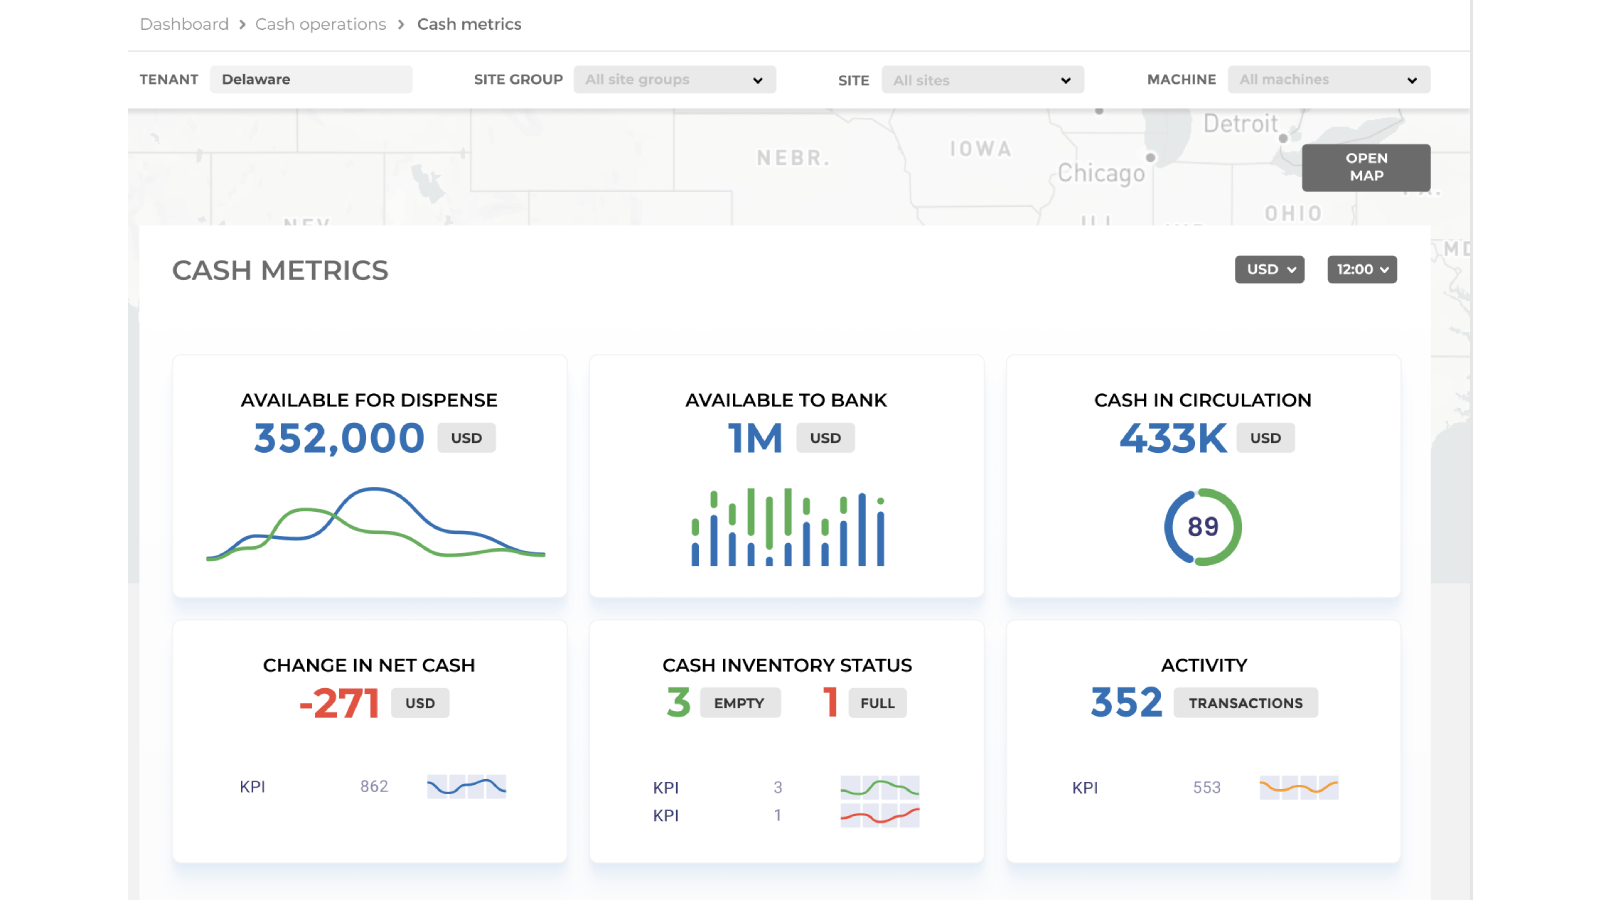 Dashboard > Cash operations > Cash metrics
TENANT Delaware SITE GROUP All site groups SITE All sites MACHINE All machines
Detroit
NEBR.
IOWA
Chicago
OPEN
MAP
OHIO
MD
CASH METRICS
USD
12:00
AVAILABLE FOR DISPENSE
352,000 USD
AVAILABLE TO BANK
1M USD
CASH IN CIRCULATION
433K USD
89
CHANGE IN NET CASH
-271 USD
KPI 862
CASH INVENTORY STATUS
3 EMPTY 1 FULL
KPI 3
KPI 1
ACTIVITY
352 TRANSACTIONS
KPI 553